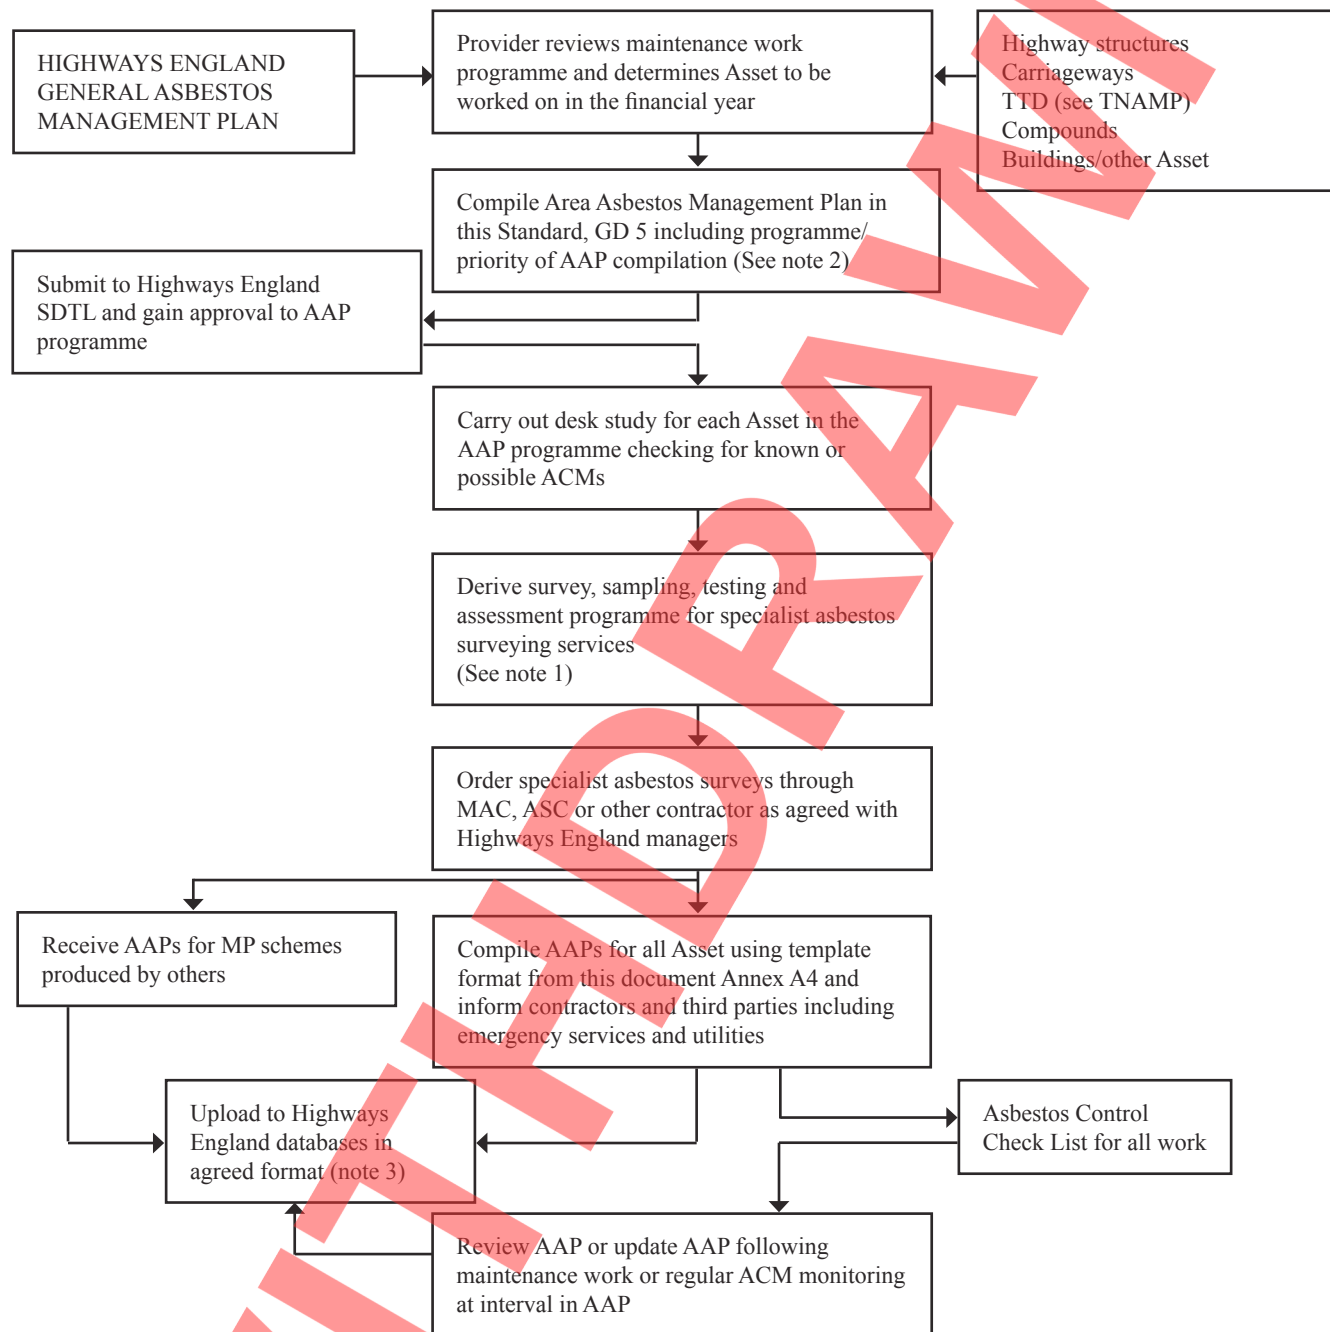 HIGHWAYS ENGLAND
GENERAL ASBESTOS
MANAGEMENT PLAN
Provider reviews maintenance work
programme and determines Asset to be
worked on in the financial year
Highway structures
Carriageways
TTD (see TNAMP)
Compounds
Buildings/other Asset
Compile Area Asbestos Management Plan in
this Standard, GD 5 including programme/
priority of AAP compilation (See note 2)
Submit to Highways England
SDTL and gain approval to AAP
programme
Carry out desk study for each Asset in the
AAP programme checking for known or
possible ACMs
Derive survey, sampling, testing and
assessment programme for specialist asbestos
surveying services
(See note 1)
Order specialist asbestos surveys through
MAC, ASC or other contractor as agreed with
Highways England managers
Receive AAPs for MP schemes
produced by others
Compile AAPs for all Asset using template
format from this document Annex A4 and
inform contractors and third parties including
emergency services and utilities
Upload to Highways
England databases in
agreed format (note 3)
Asbestos Control
Check List for all work
Review AAP or update AAP following
maintenance work or regular ACM monitoring
at interval in AAP
WITHDRAWN